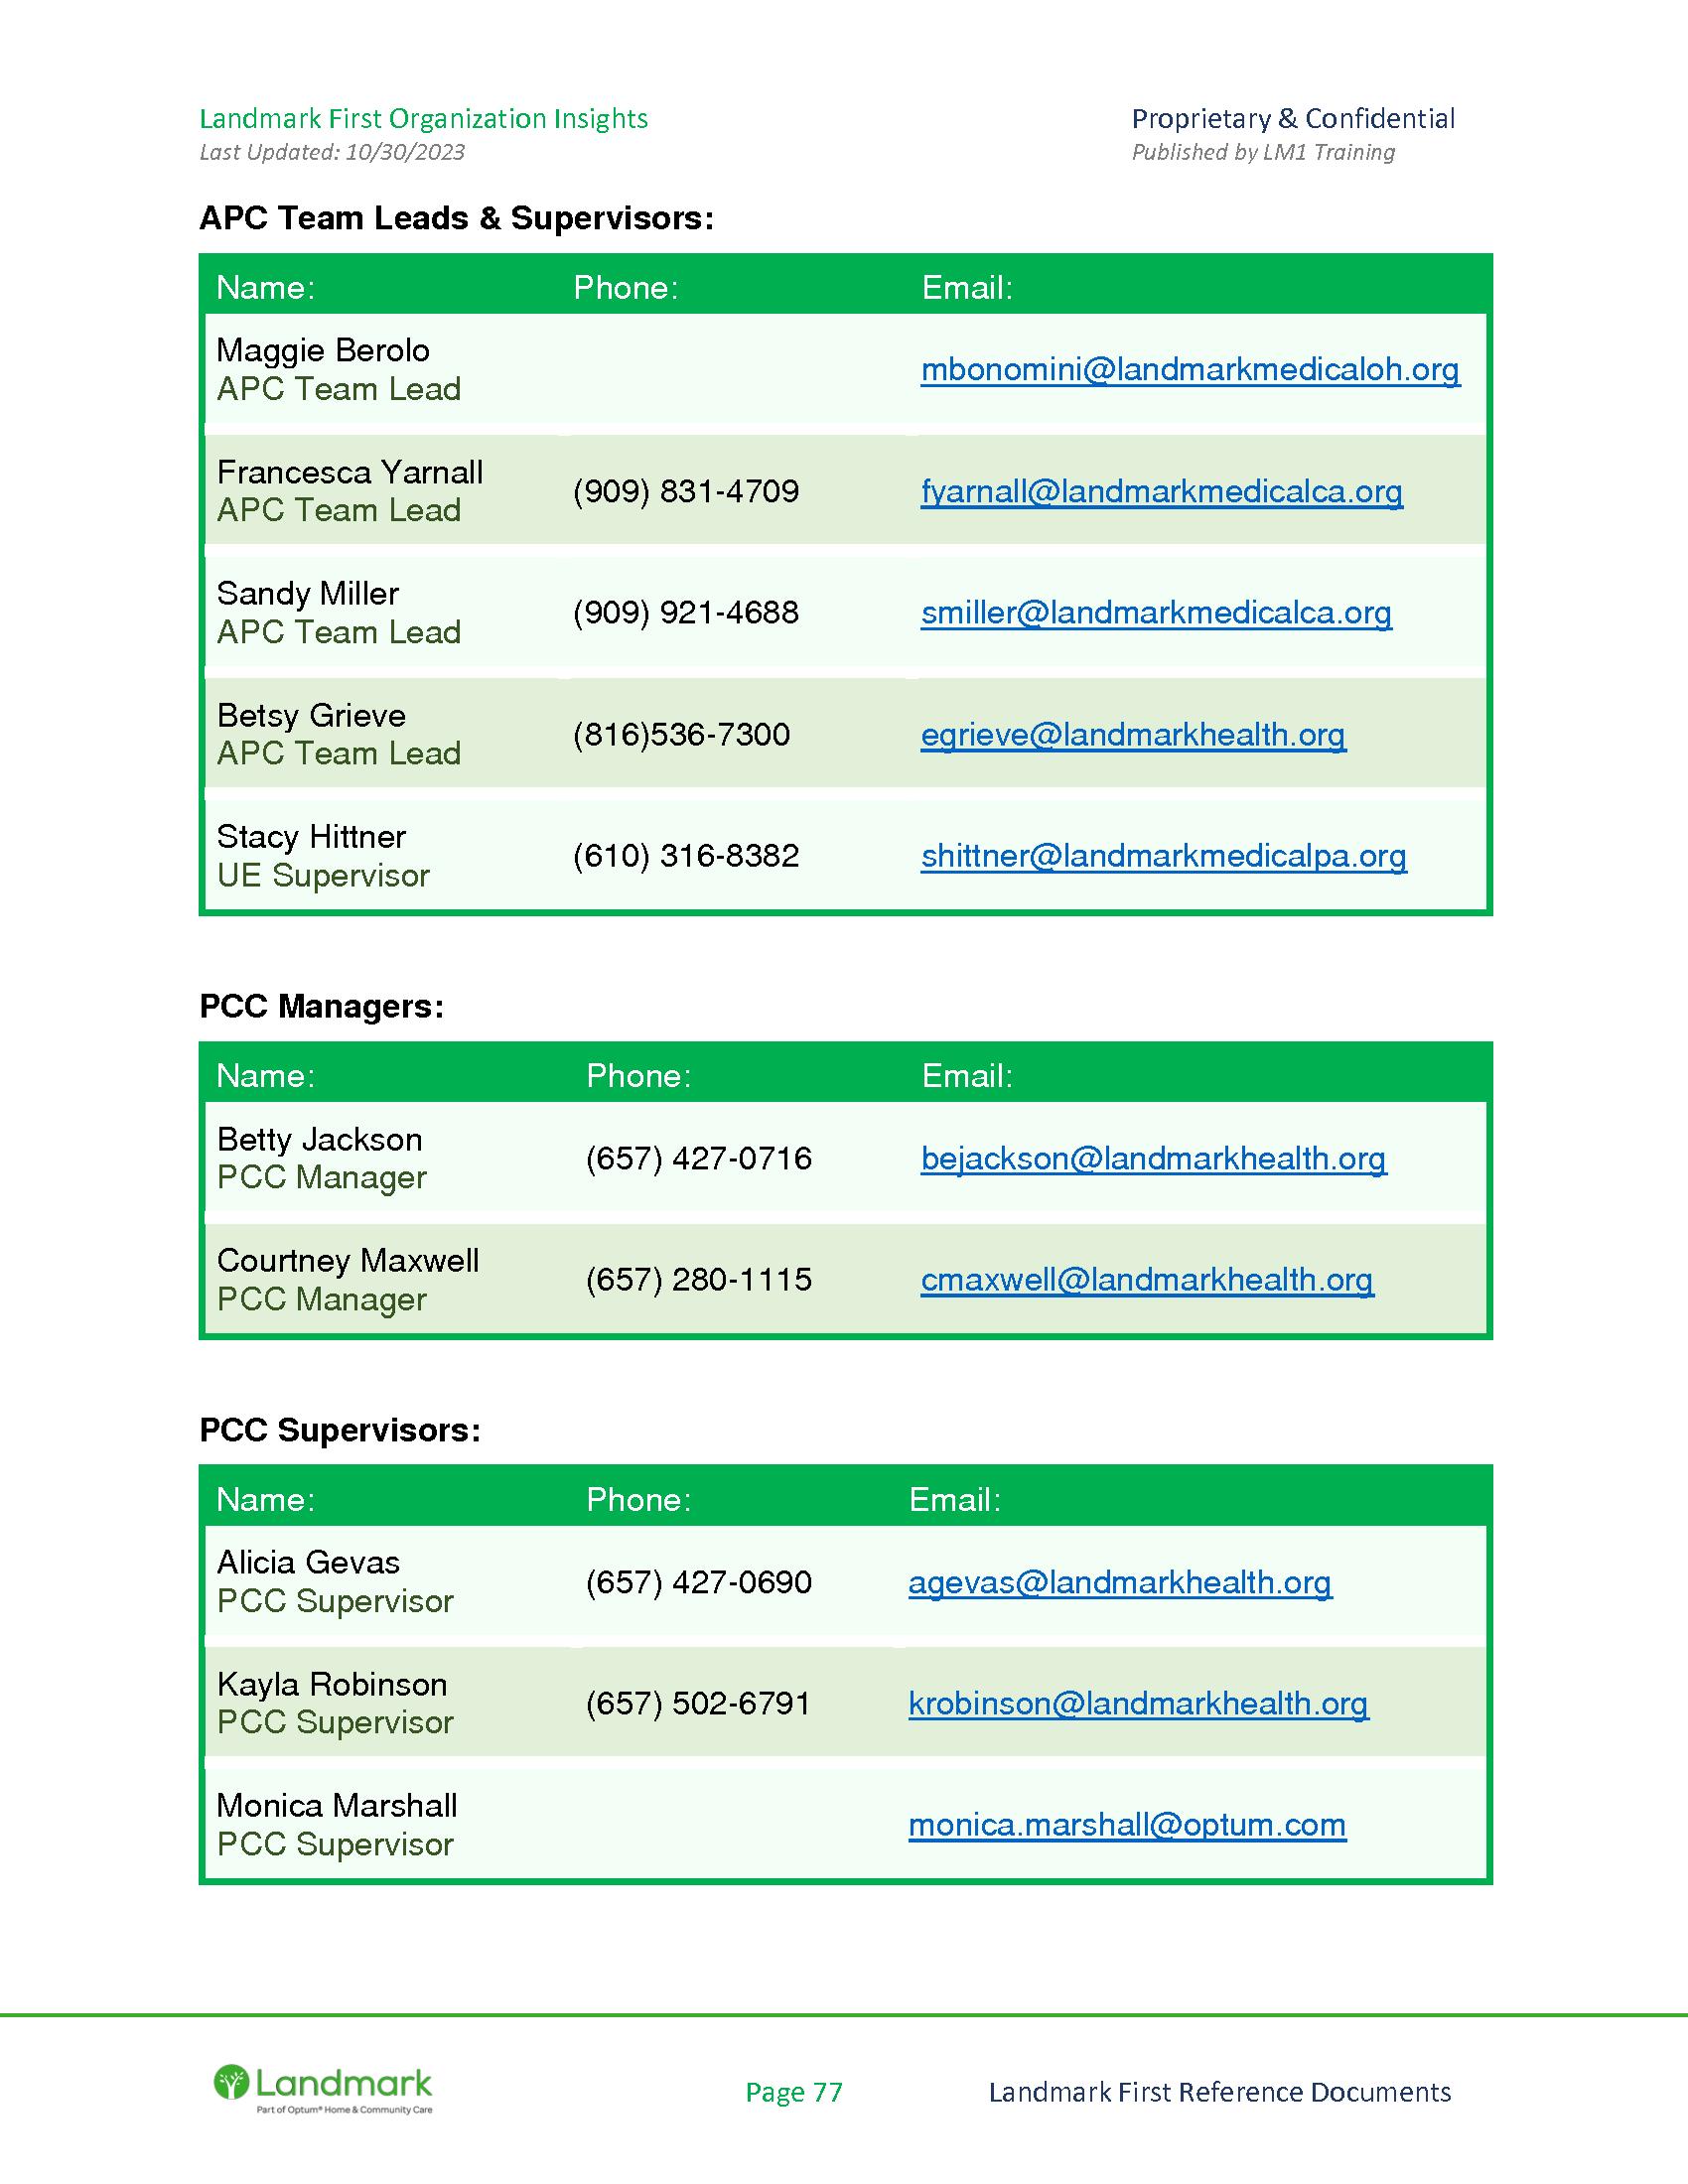 Landmark First Organization Insights
Proprietary & Confidential
Last Updated: 10/30/2023
Published by LM1 Training
APC Team Leads & Supervisors:
Name: Phone: Email:
Maggie Berolo
APC Team Lead
mbonomini@landmarkmedicaloh.org
Francesca Yarnall
APC Team Lead
(909) 831-4709
fyarnall@landmarkmedicalca.org
Sandy Miller
APC Team Lead
(909) 921-4688
smiller@landmarkmedicalca.org
Betsy Grieve
APC Team Lead
(816)536-7300
egrieve@landmarkhealth.org
Stacy Hittner
UE Supervisor
(610) 316-8382
shittner@landmarkmedicalpa.org
PCC Managers:
Name: Phone: Email:
Betty Jackson
PCC Manager
(657) 427-0716
bejackson@landmarkhealth.org
Courtney Maxwell
PCC Manager
(657) 280-1115
cmaxwell@landmarkhealth.org
PCC Supervisors:
Name: Phone: Email:
Alicia Gevas
PCC Supervisor
(657) 427-0690
agevas@landmarkhealth.org
Kayla Robinson
PCC Supervisor
(657) 502-6791
krobinson@landmarkhealth.org
Monica Marshall
PCC Supervisor
monica.marshall@optum.com
Landmark
Part of Optum® Home & Community Care
Page 77
Landmark First Reference Documents